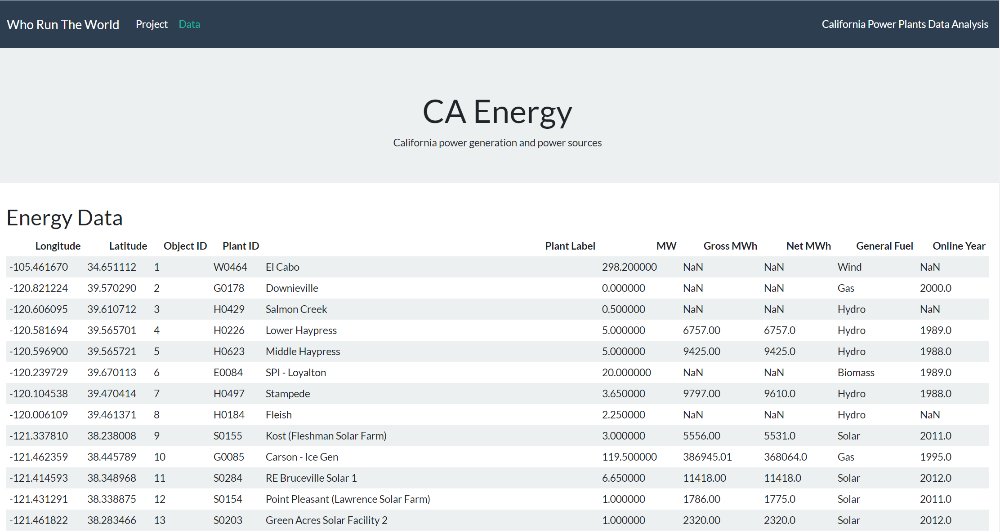 Who Run The World Project Data California Power Plants Data Analysis
CA Energy
California power generation and power sources
Energy Data
Longitude Latitude Object ID Plant ID Plant Label MW Gross MWh Net MWh General Fuel Online Year
-105.461670 34.651112 1 W0464 El Cabo 298.200000 NaN NaN Wind NaN
-120.821224 39.570290 2 G0178 Downieville 0.000000 NaN NaN Gas 2000.0
-120.606095 39.610712 3 H0429 Salmon Creek 0.500000 NaN NaN Hydro NaN
-120.581694 39.565701 4 H0226 Lower Haypress 5.000000 6757.00 6757.0 Hydro 1989.0
-120.596900 39.565721 5 H0623 Middle Haypress 5.000000 9425.00 9425.0 Hydro 1988.0
-120.239729 39.670113 6 E0084 SPI - Loyalton 20.000000 NaN NaN Biomass 1989.0
-120.104538 39.470414 7 H0497 Stampede 3.650000 9797.00 9610.0 Hydro 1988.0
-120.006109 39.461371 8 H0184 Fleish 2.250000 NaN NaN Hydro NaN
-121.337810 38.238008 9 S0155 Kost (Fleshman Solar Farm) 3.000000 5556.00 5531.0 Solar 2011.0
-121.462359 38.445789 10 G0085 Carson - Ice Gen 119.500000 386945.01 368064.0 Gas 1995.0
-121.414593 38.348968 11 S0284 RE Bruceville Solar 1 6.650000 11418.00 11418.0 Solar 2012.0
-121.431291 38.338875 12 S0154 Point Pleasant (Lawrence Solar Farm) 1.000000 1786.00 1775.0 Solar 2011.0
-121.461822 38.283466 13 S0203 Green Acres Solar Facility 2 1.000000 2320.00 2320.0 Solar 2012.0